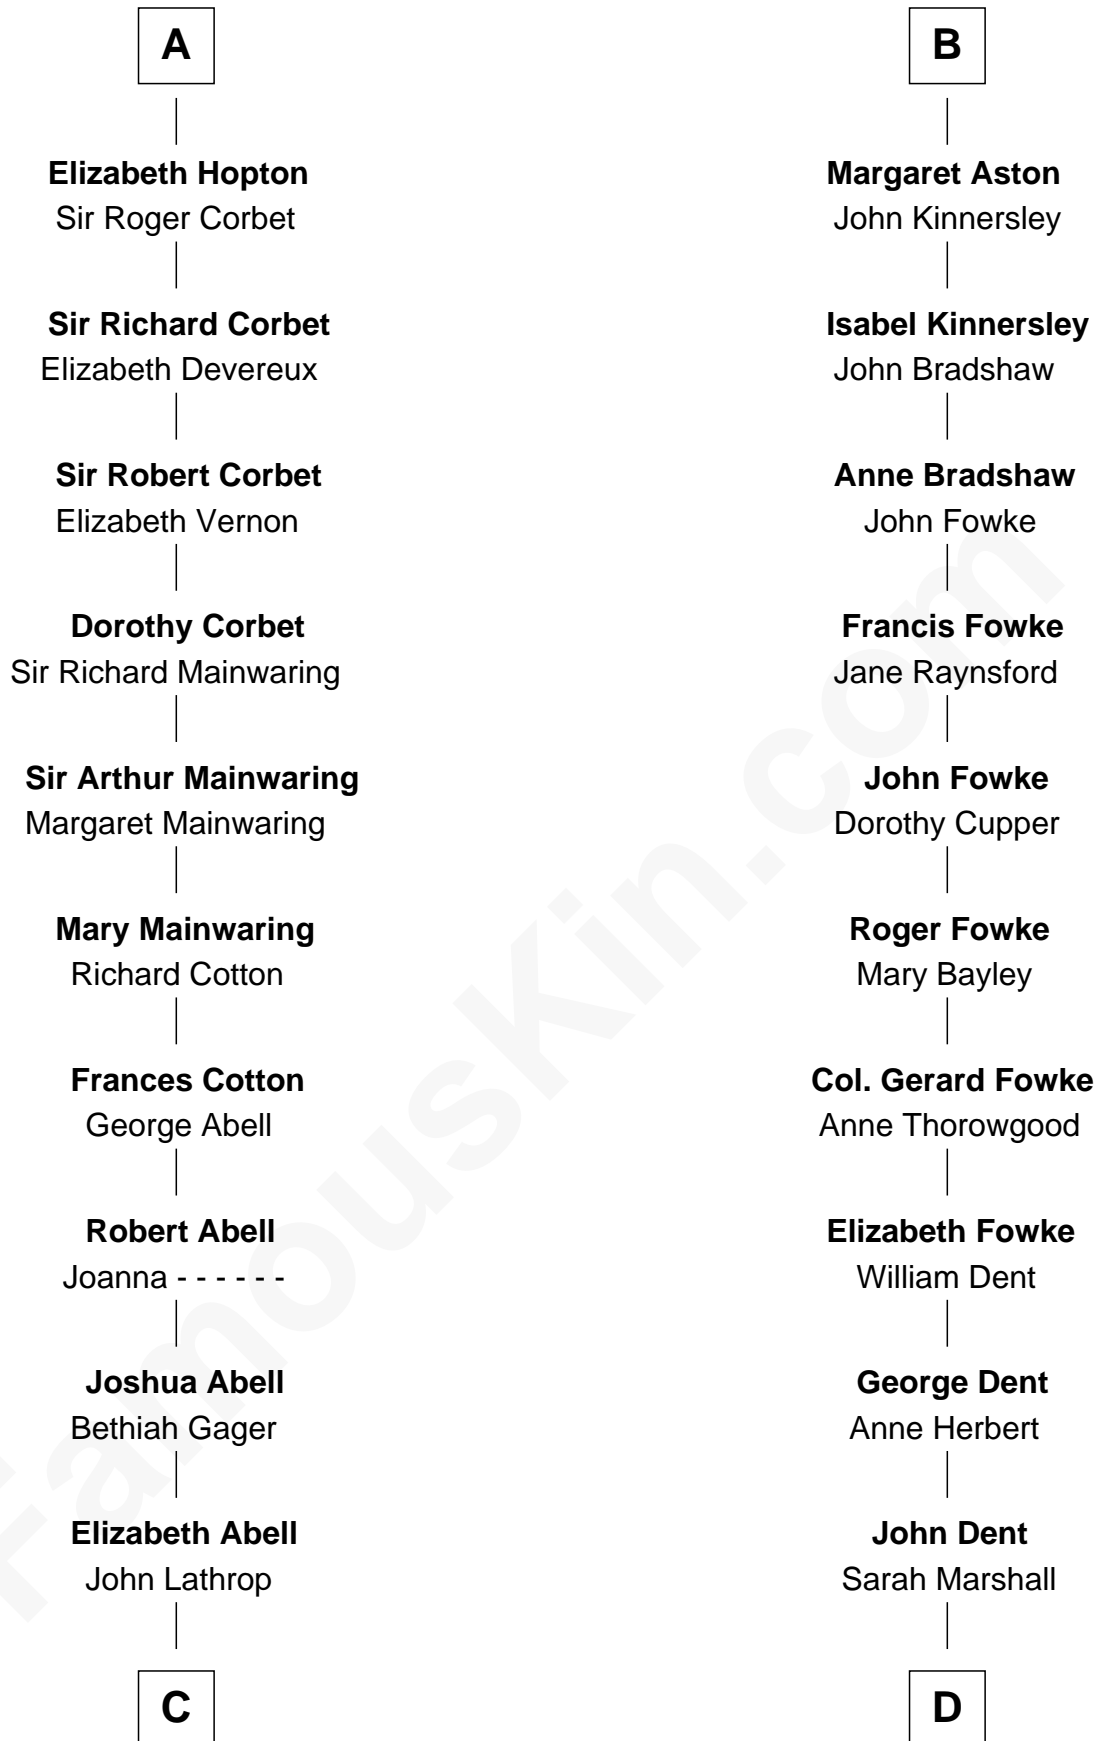 A
Elizabeth Hopton
Sir Roger Corbet
Sir Richard Corbet
Elizabeth Devereux
Sir Robert Corbet
Elizabeth Vernon
Dorothy Corbet
Sir Richard Mainwaring
Sir Arthur Mainwaring
Margaret Mainwaring
Mary Mainwaring
Richard Cotton
Frances Cotton
George Abell
Robert Abell
Joanna - - - - - -
Joshua Abell
Bethiah Gager
Elizabeth Abell
John Lathrop
C
B
Margaret Aston
John Kinnersley
Isabel Kinnersley
John Bradshaw
Anne Bradshaw
John Fowke
Francis Fowke
Jane Raynsford
John Fowke
Dorothy Cupper
Roger Fowke
Mary Bayley
Col. Gerard Fowke
Anne Thorowgood
Elizabeth Fowke
William Dent
George Dent
Anne Herbert
John Dent
Sarah Marshall
D
FamousKin.com